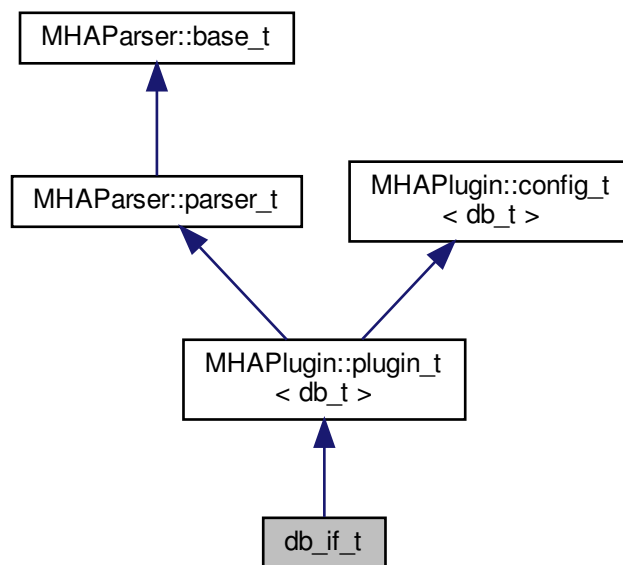 MHAParser::base_t
MHAParser::parser_t
MHAPlugin::config_t
< db_t >
MHAPlugin::plugin_t
< db_t >
db_if_t